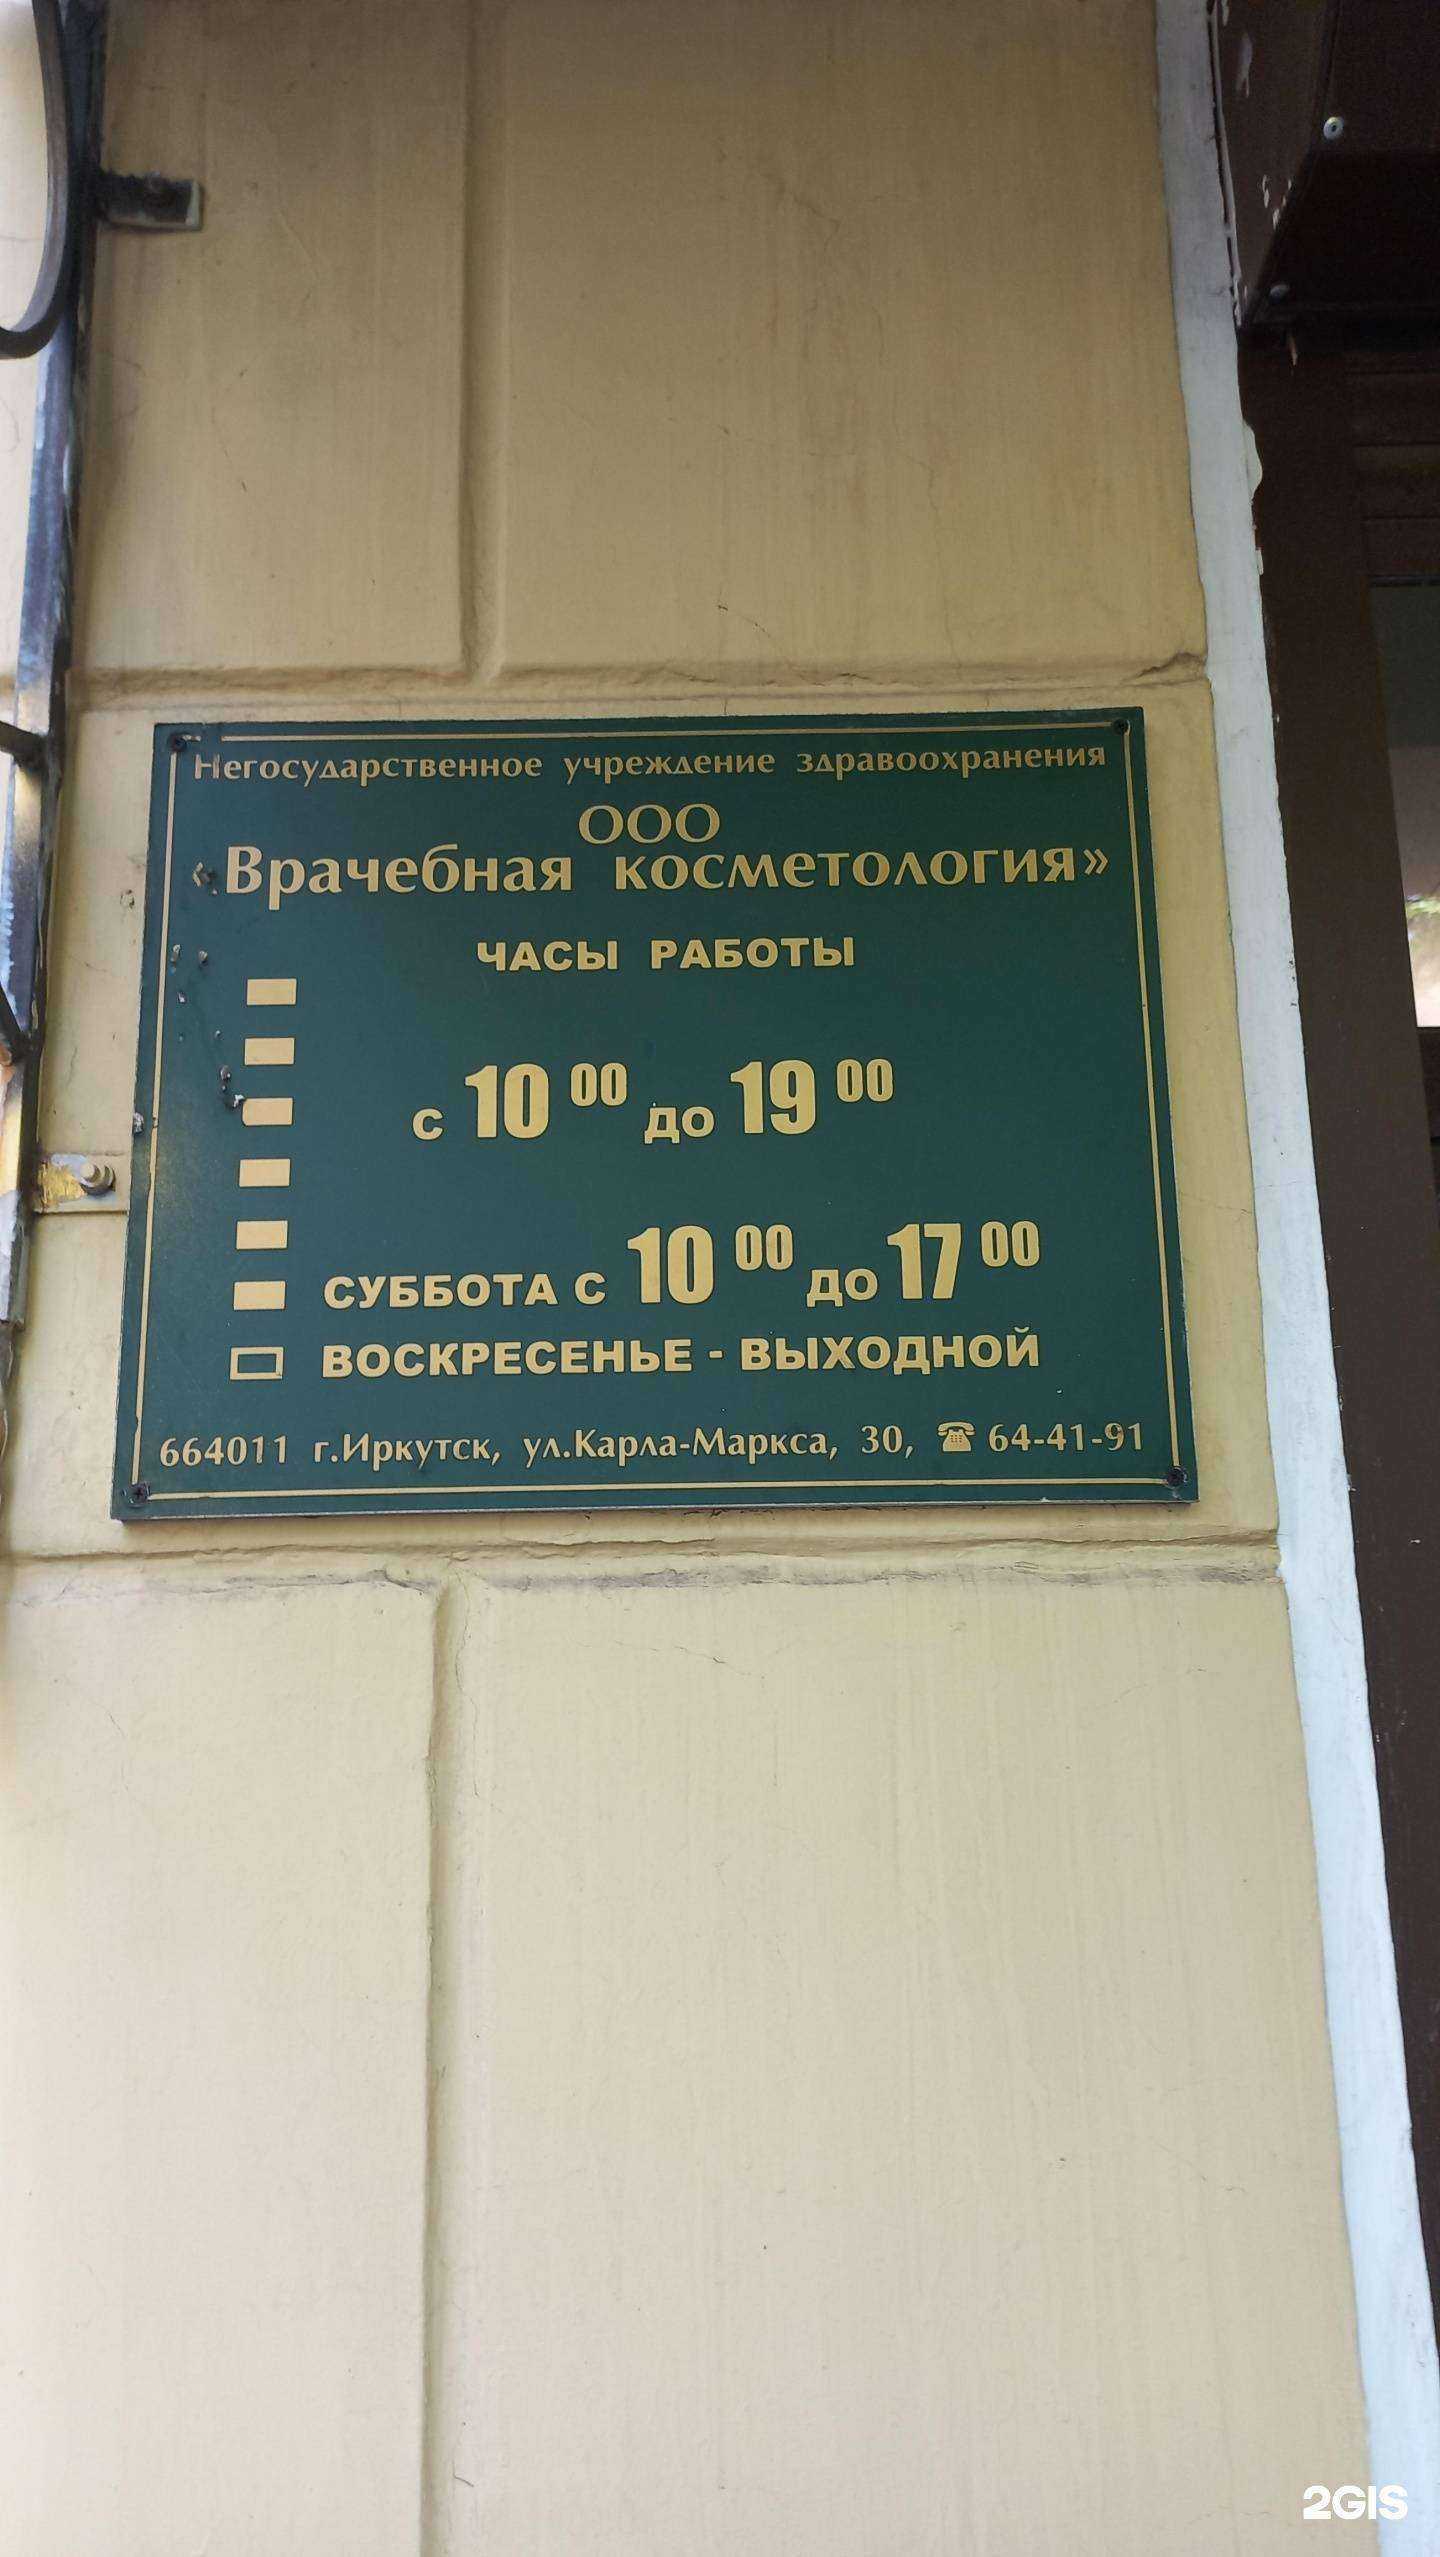 Негосударственное учреждение здравоохранения
ООО
«Врачебная косметология»
ЧАСЫ РАБОТЫ
с 10 00 до 19 00
СУББОТА С 10 00 до 17 00
ВОСКРЕСЕНЬЕ - ВЫХОДНОЙ
664011 г.Иркутск, ул.Карла-Маркса, 30, ☎ 64-41-91
2GIS